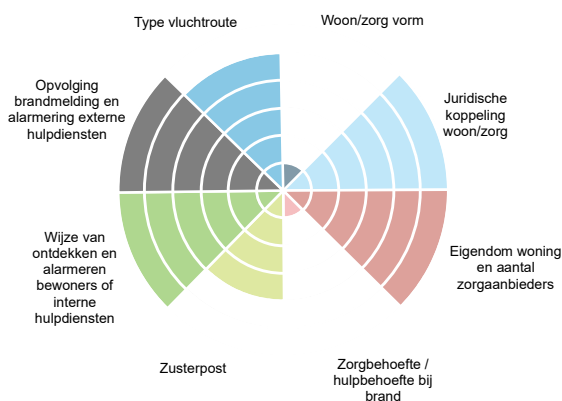 Type vluchtroute
Woon/zorg vorm
Opvolging
brandmelding en
alarmering externe
hulpdiensten
Juridische
koppeling
woon/zorg
Wijze van
ontdekken en
alarmeren
bewoners of
interne
hulpdiensten
Eigendom woning
en aantal
zorgaanbieders
Zusterpost
Zorgbehoefte /
hulpbehoefte bij
brand